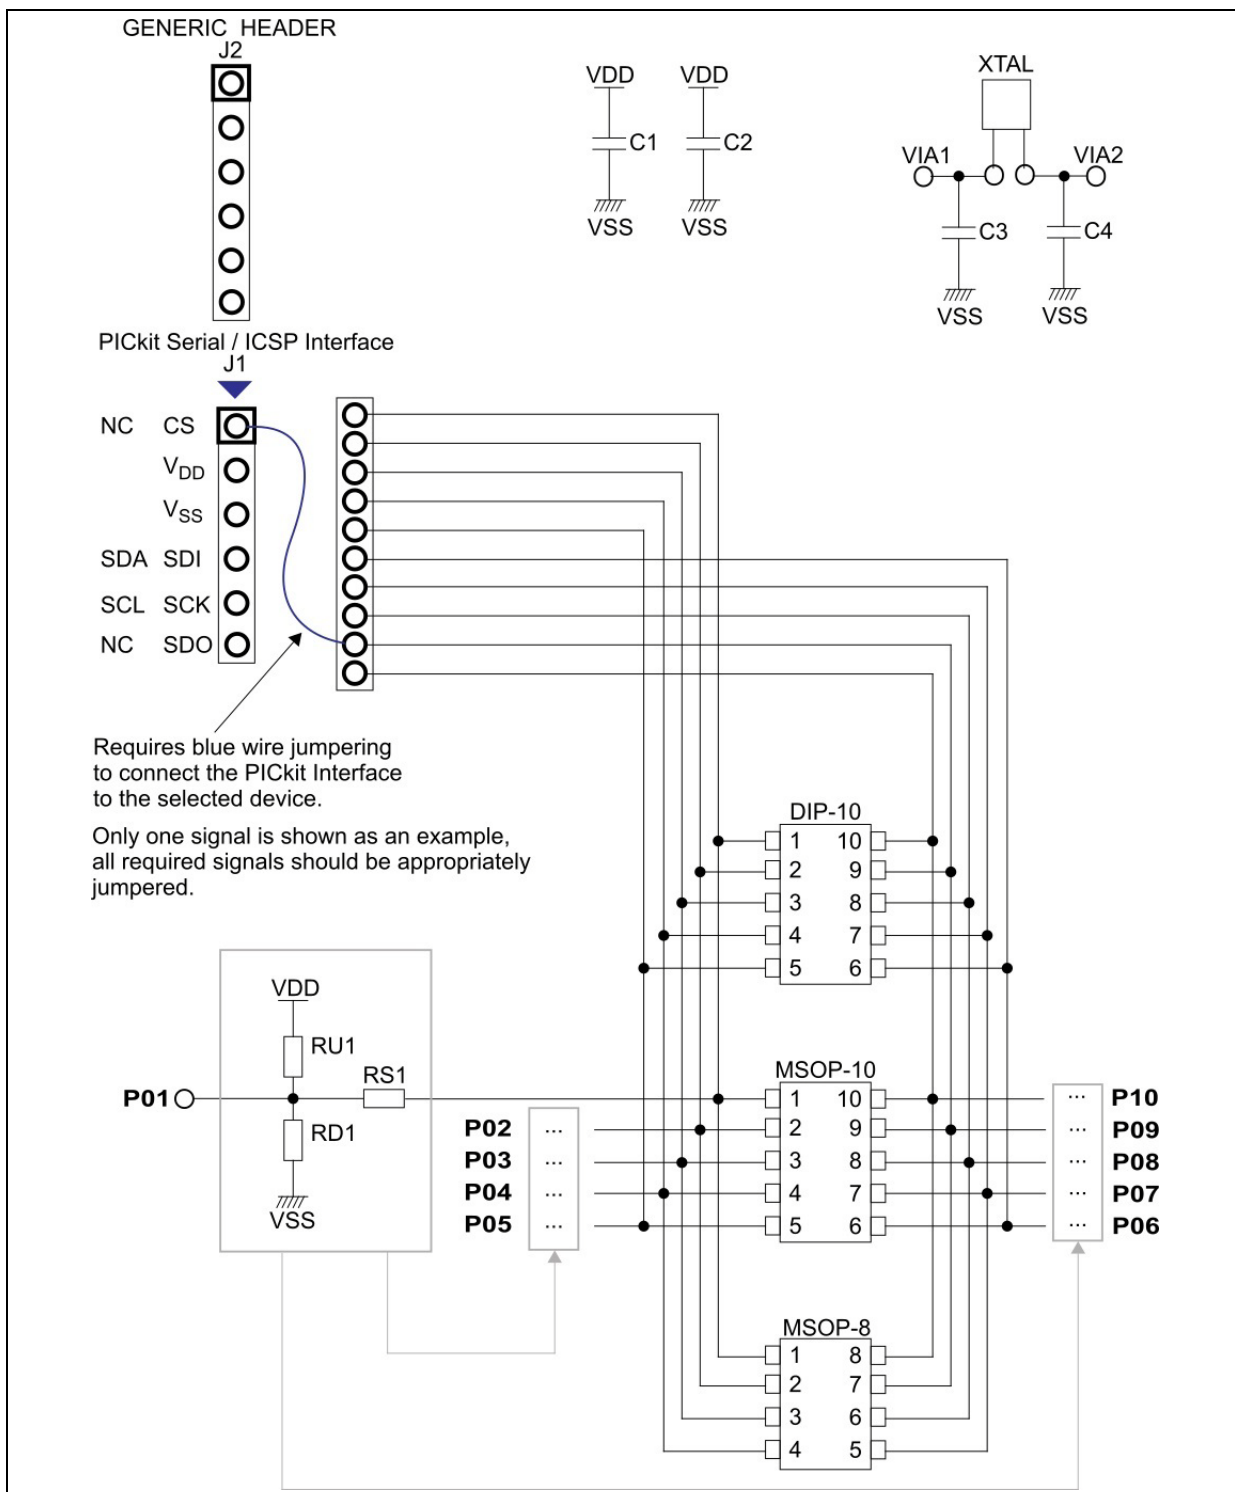 GENERIC HEADER
J2
VDD
C1
VSS
VDD
C2
VSS
XTAL
VIA1
VIA2
C3
C4
VSS
VSS
PICkit Serial / ICSP Interface
J1
NC CS
VDD
VSS
SDA SDI
SCL SCK
NC SDO
Requires blue wire jumpering
to connect the PICkit Interface
to the selected device.
Only one signal is shown as an example,
all required signals should be appropriately
jumpered.
DIP-10
1 10
2 9
3 8
4 7
5 6
VDD
RU1
RS1
P01
RD1
VSS
MSOP-10
1 10
2 9
3 8
4 7
5 6
P02 ...
P03 ...
P04 ...
P05 ...
... P10
... P09
... P08
... P07
... P06
MSOP-8
1 8
2 7
3 6
4 5